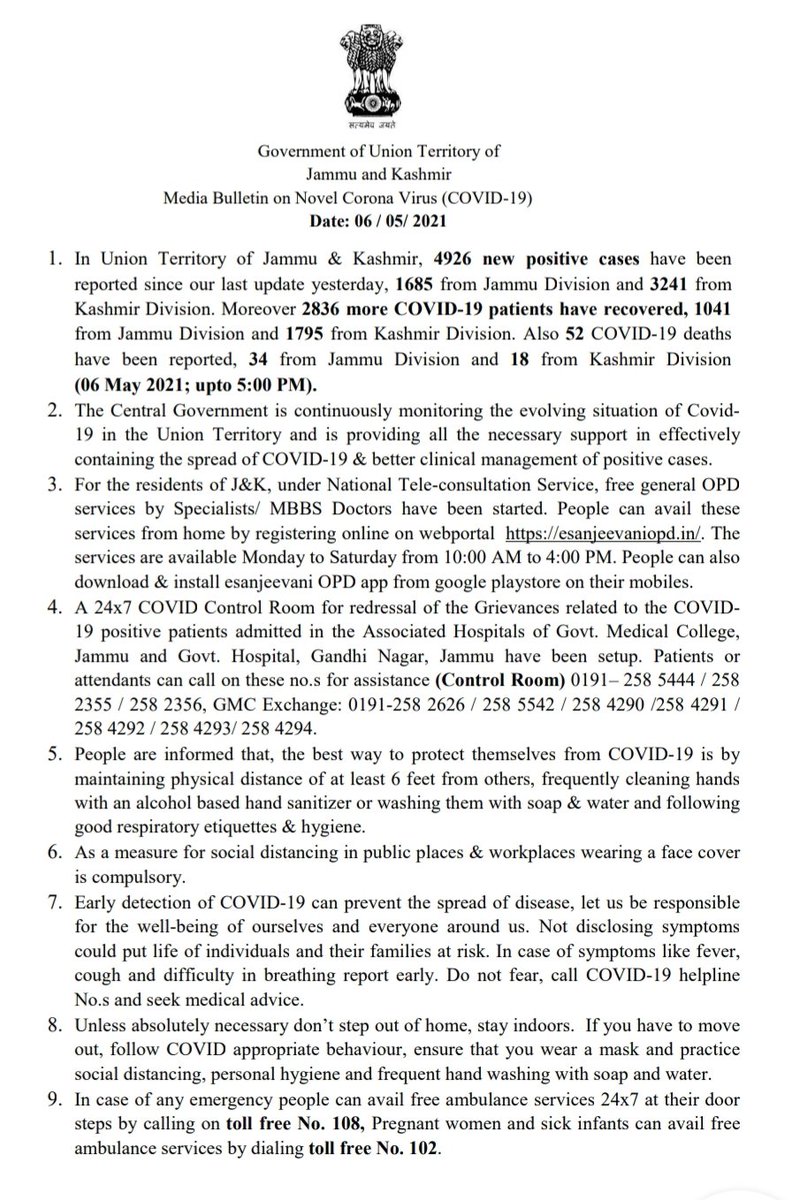 सत्यमेव जयते
Government of Union Territory of
Jammu and Kashmir
Media Bulletin on Novel Corona Virus (COVID-19)
Date: 06 / 05/ 2021
1. In Union Territory of Jammu & Kashmir, 4926 new positive cases have been
reported since our last update yesterday, 1685 from Jammu Division and 3241 from
Kashmir Division. Moreover 2836 more COVID-19 patients have recovered, 1041
from Jammu Division and 1795 from Kashmir Division. Also 52 COVID-19 deaths
have been reported, 34 from Jammu Division and 18 from Kashmir Division
(06 May 2021; upto 5:00 PM).
2. The Central Government is continuously monitoring the evolving situation of Covid-
19 in the Union Territory and is providing all the necessary support in effectively
containing the spread of COVID-19 & better clinical management of positive cases.
3. For the residents of J&K, under National Tele-consultation Service, free general OPD
services by Specialists/ MBBS Doctors have been started. People can avail these
services from home by registering online on webportal https://esanjeevaniopd.in/. The
services are available Monday to Saturday from 10:00 AM to 4:00 PM. People can also
download & install esanjeevani OPD app from google playstore on their mobiles.
4. A 24x7 COVID Control Room for redressal of the Grievances related to the COVID-
19 positive patients admitted in the Associated Hospitals of Govt. Medical College,
Jammu and Govt. Hospital, Gandhi Nagar, Jammu have been setup. Patients or
attendants can call on these no.s for assistance (Control Room) 0191– 258 5444 / 258
2355 / 258 2356, GMC Exchange: 0191-258 2626 / 258 5542 / 258 4290 /258 4291 /
258 4292 / 258 4293/ 258 4294.
5. People are informed that, the best way to protect themselves from COVID-19 is by
maintaining physical distance of at least 6 feet from others, frequently cleaning hands
with an alcohol based hand sanitizer or washing them with soap & water and following
good respiratory etiquettes & hygiene.
6. As a measure for social distancing in public places & workplaces wearing a face cover
is compulsory.
7. Early detection of COVID-19 can prevent the spread of disease, let us be responsible
for the well-being of ourselves and everyone around us. Not disclosing symptoms
could put life of individuals and their families at risk. In case of symptoms like fever,
cough and difficulty in breathing report early. Do not fear, call COVID-19 helpline
No.s and seek medical advice.
8. Unless absolutely necessary don’t step out of home, stay indoors. If you have to move
out, follow COVID appropriate behaviour, ensure that you wear a mask and practice
social distancing, personal hygiene and frequent hand washing with soap and water.
9. In case of any emergency people can avail free ambulance services 24x7 at their door
steps by calling on toll free No. 108, Pregnant women and sick infants can avail free
ambulance services by dialing toll free No. 102.